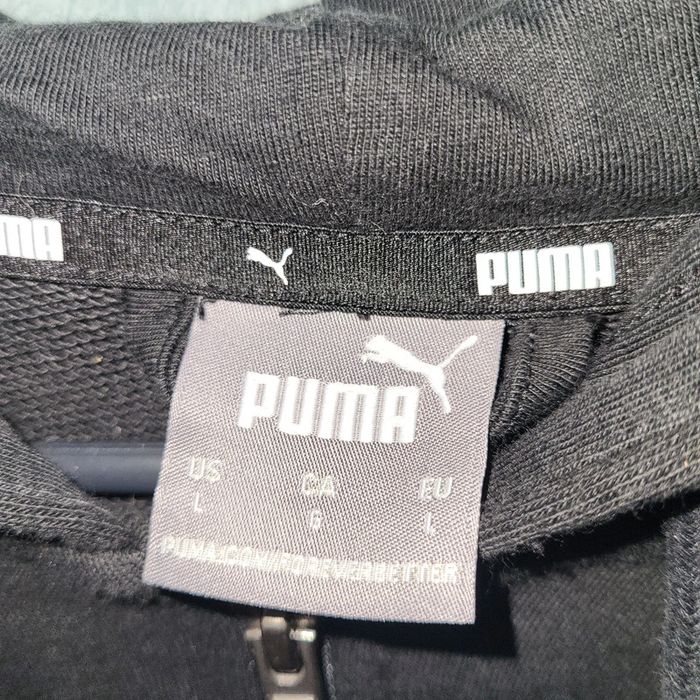 PUMA
PUMA
PUMA
US CA EU
L G L
PUMA.COM/FOREVERBETTER